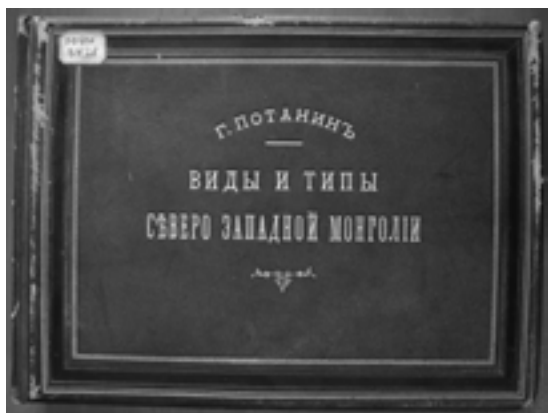 Г. ПОТАНИНЪ
ВИДЫ И ТИПЫ
СѢВЕРО ЗАПАДНОЙ МОНГОЛІИ